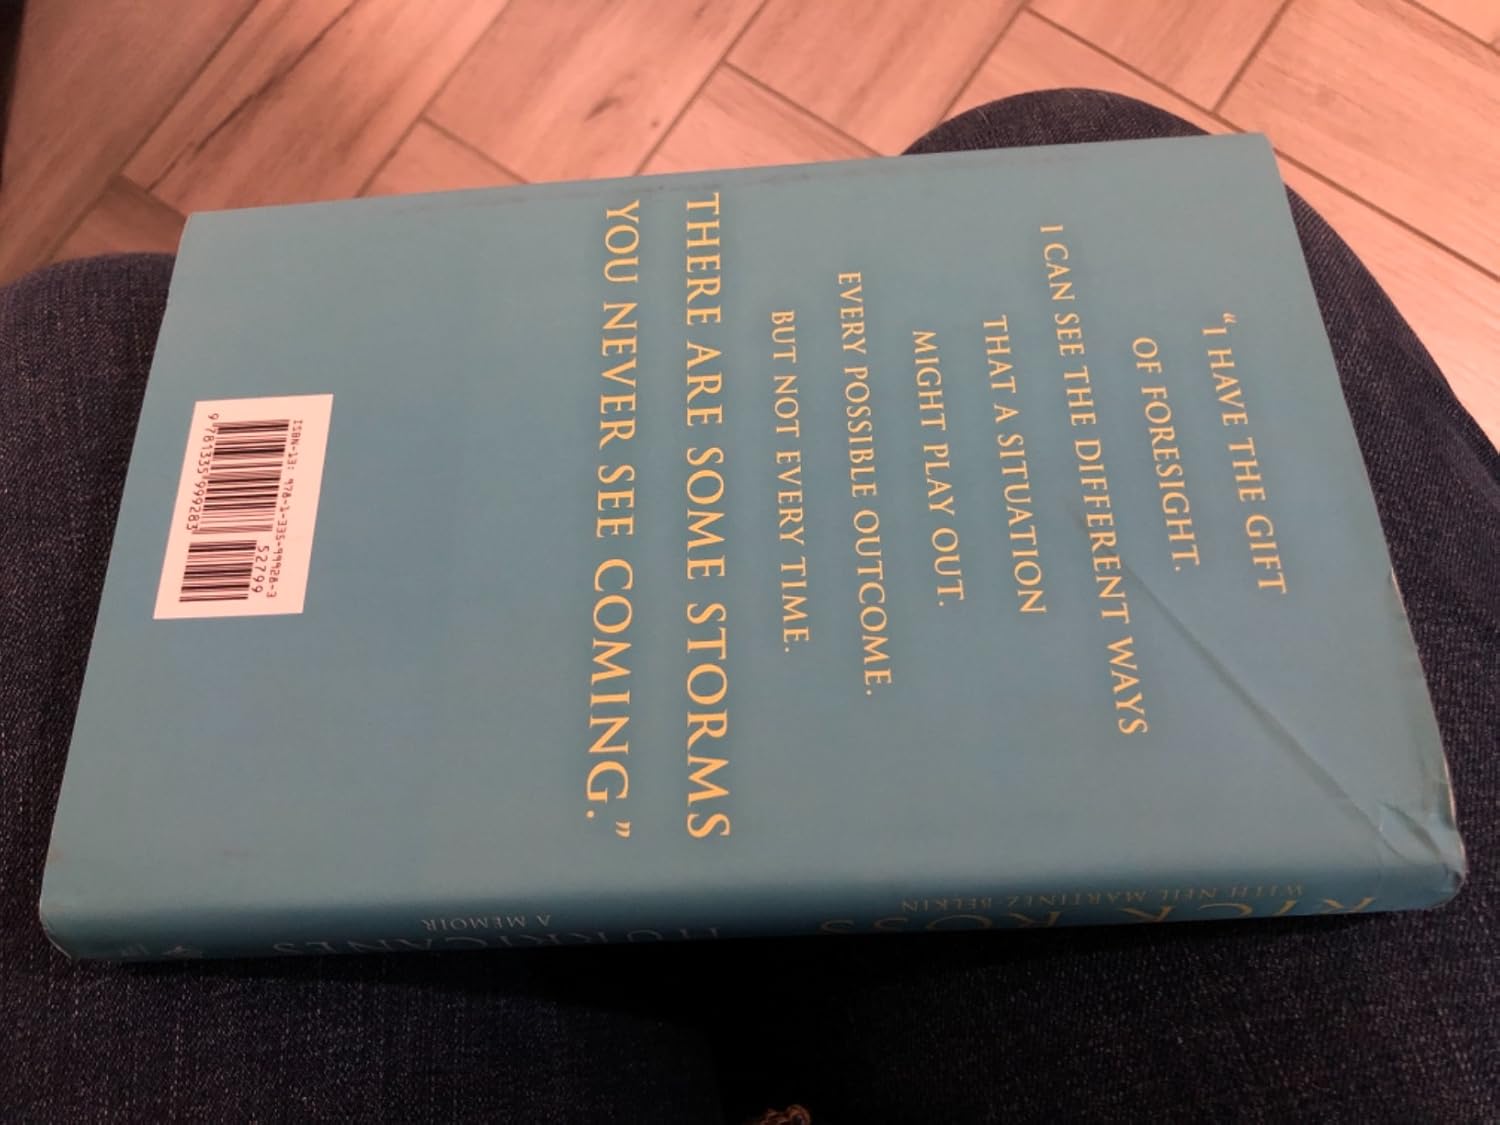 “I HAVE THE GIFT
OF FORESIGHT.
I CAN SEE THE DIFFERENT WAYS
THAT A SITUATION
MIGHT PLAY OUT.
EVERY POSSIBLE OUTCOME.
BUT NOT EVERY TIME.
THERE ARE SOME STORMS
YOU NEVER SEE COMING.”
ISBN-13: 978-1-335-99928-3
52799
9 781335 999283
RICK ROSS
WITH NEIL MARTINEZ-BELKIN
HURRICANES
A MEMOIR